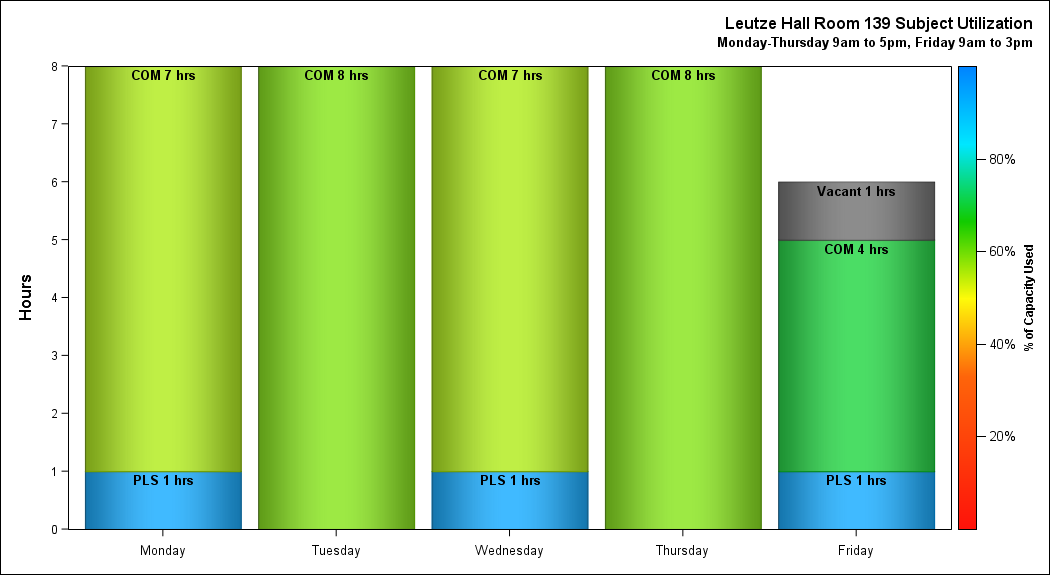 Leutze Hall Room 139 Subject Utilization
Monday-Thursday 9am to 5pm, Friday 9am to 3pm
8
7
6
5
4
3
2
1
0
Hours
COM 7 hrs
PLS 1 hrs
COM 8 hrs
COM 7 hrs
PLS 1 hrs
COM 8 hrs
Vacant 1 hrs
COM 4 hrs
PLS 1 hrs
Monday
Tuesday
Wednesday
Thursday
Friday
80%
60%
40%
20%
% of Capacity Used